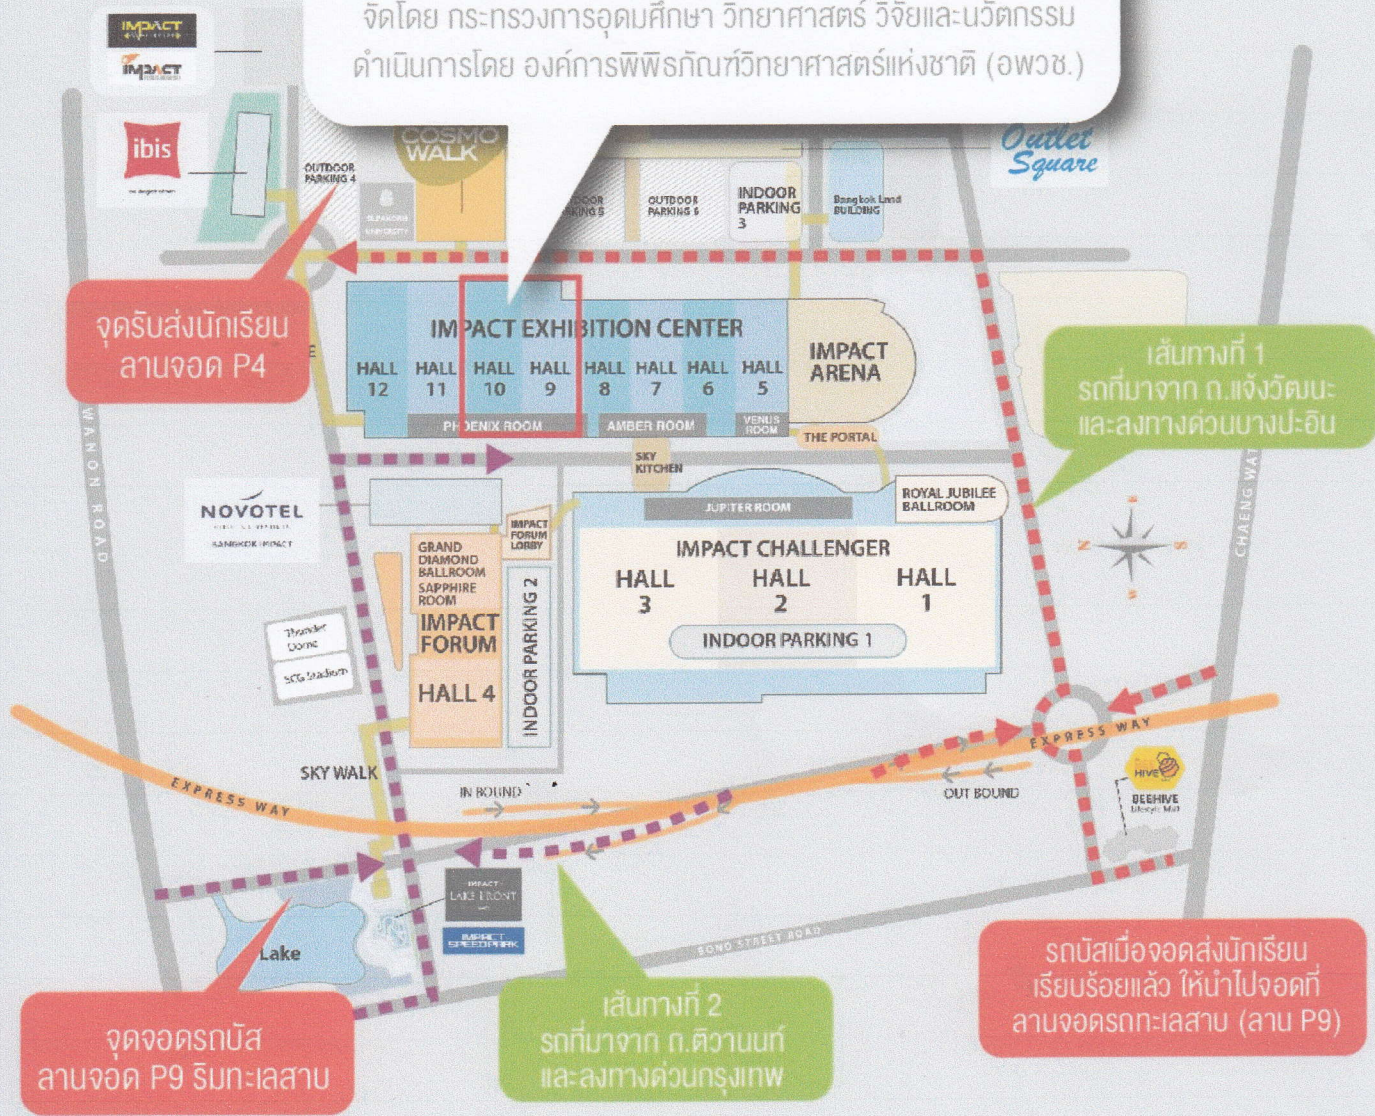 จัดโดย กระทรวงการอุดมศึกษา วิทยาศาสตร์ วิจัยและนวัตกรรม
ดำเนินการโดย องค์การพิพิธภัณฑ์วิทยาศาสตร์แห่งชาติ (อพวช.)
IMPACT
IMPACT
ibis
OUTDOOR
PARKING 4
COSMO
WALK
UNIVERSITY
OUTDOOR
PARKING 6
INDOOR
PARKING
3
Bangkok Land
BUILDING
Outlet
Square
จุดรับส่งนักเรียน
ลานจอด P4
IMPACT EXHIBITION CENTER
HALL
12
HALL
11
HALL
10
HALL
9
HALL
8
HALL
7
HALL
6
HALL
5
PHOENIX ROOM
AMBER ROOM
VENUS
ROOM
IMPACT
ARENA
THE PORTAL
SKY
KITCHEN
เส้นทางที่ 1
รถที่มาจาก ถ.แจ้งวัฒนะ
และลงทางด่วนบางปะอิน
WANON ROAD
CHAENG WAT
NOVOTEL
BANGKOK IMPACT
IMPACT
FORUM
LOBBY
GRAND
DIAMOND
BALLROOM
SAPPHIRE
ROOM
IMPACT
FORUM
HALL 4
INDOOR PARKING 2
JUPITER ROOM
ROYAL JUBILEE
BALLROOM
IMPACT CHALLENGER
HALL
3
HALL
2
HALL
1
INDOOR PARKING 1
N
S
Thunder
Dome
SCG Stadium
SKY WALK
EXPRESS WAY
IN BOUND
OUT BOUND
EXPRESS WAY
HIVE
BEEHIVE
Lifestyle Mall
Lake
IMPACT
LAKE FRONT
IMPACT
SPEED PARK
BOND STREET ROAD
จุดจอดรถบัส
ลานจอด P9 ริมทะเลสาบ
เส้นทางที่ 2
รถที่มาจาก ถ.ติวานนท์
และลงทางด่วนกรุงเทพ
รถบัสเมื่อจอดส่งนักเรียน
เรียบร้อยแล้ว ให้นำไปจอดที่
ลานจอดรถทะเลสาบ (ลาน P9)